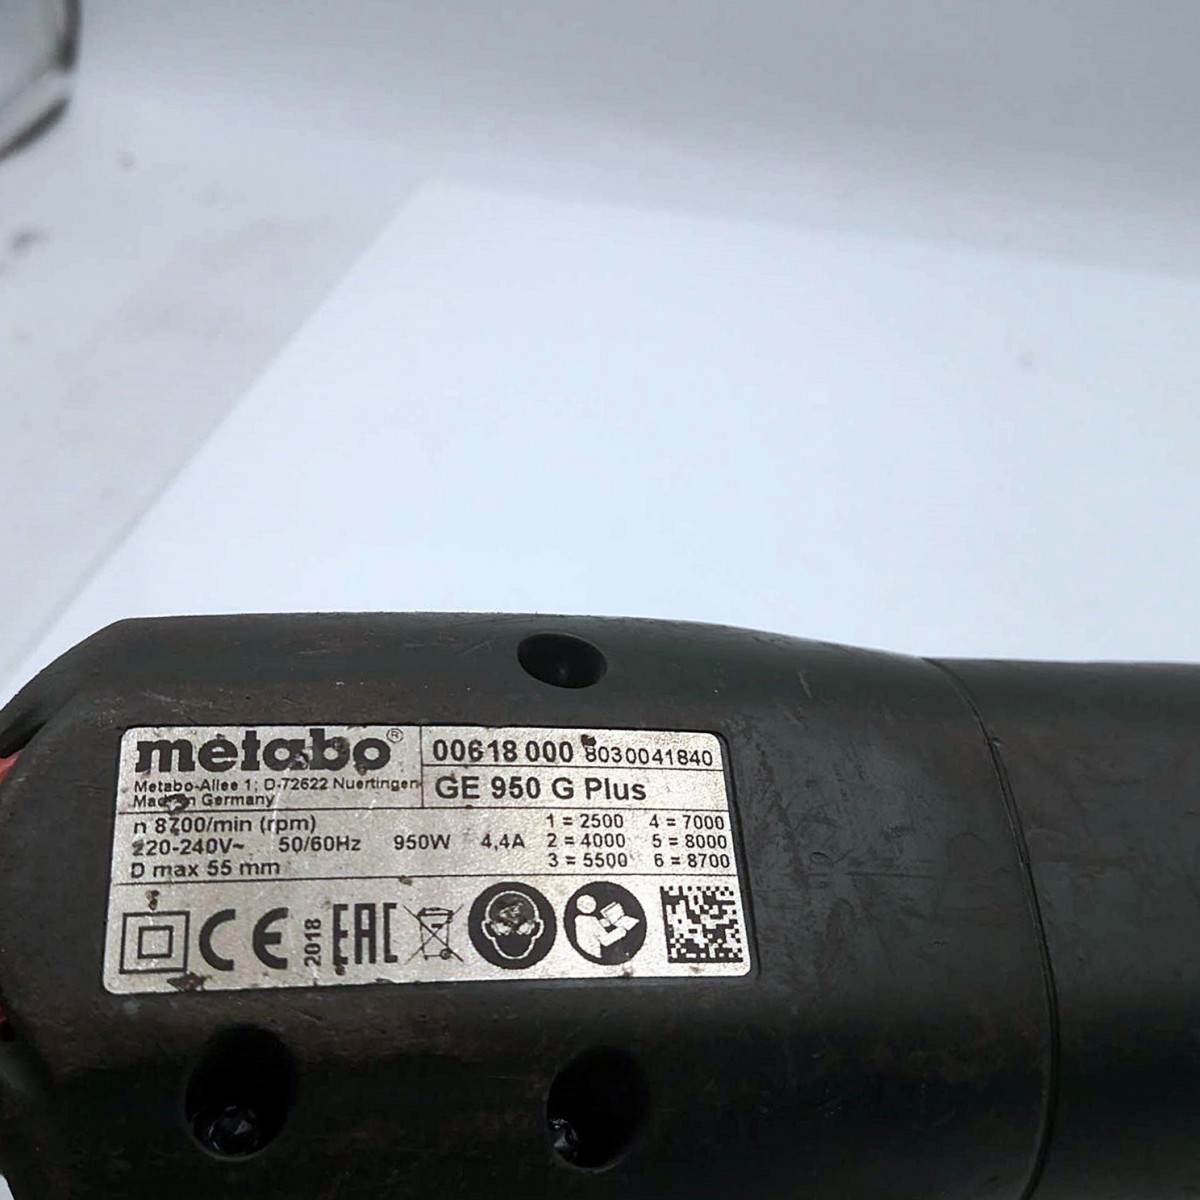 metabo®
Metabo-Allee 1; D-72622 Nuertingen
Made in Germany
00618 000 8030041840
GE 950 G Plus
n 8700/min (rpm)
220-240V~ 50/60Hz 950W 4,4A
D max 55 mm
1 = 2500 4 = 7000
2 = 4000 5 = 8000
3 = 5500 6 = 8700
CE 2018 EAC